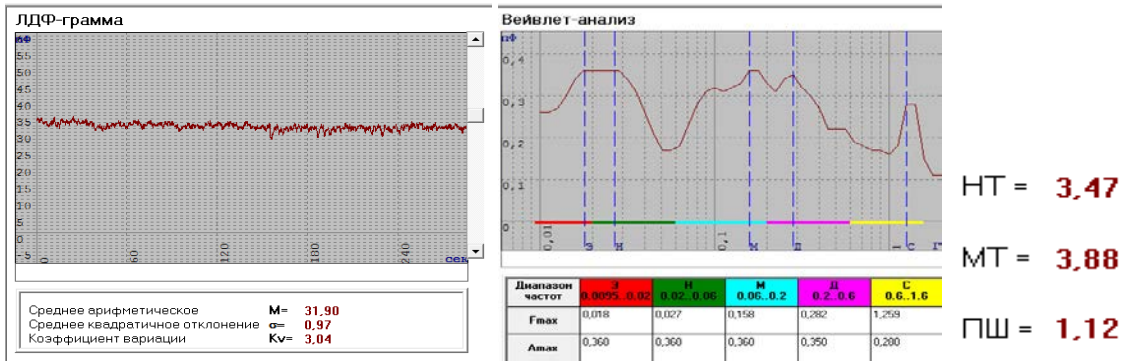 ЛДФ-грамма
пФ
55
50
45
40
35
30
25
20
15
10
5
0
-5
0
60
120
180
240
сек
Среднее арифметическое M= 31,90
Среднее квадратичное отклонение σ= 0,97
Коэффициент вариации Kv= 3,04
Вейвлет-анализ
пФ
0,4
0,3
0,2
0,1
0
0,01
Э
Н
0,1
М
Д
1
С
Диапазон частот Э 0.0095..0.02 Н 0.02..0.06 М 0.06..0.2 Д 0.2..0.6 С 0.6..1.6
Fmax 0,018 0,027 0,158 0,282 1,259
Amax 0,360 0,360 0,360 0,350 0,280
НТ = 3,47
МТ = 3,88
ПШ = 1,12